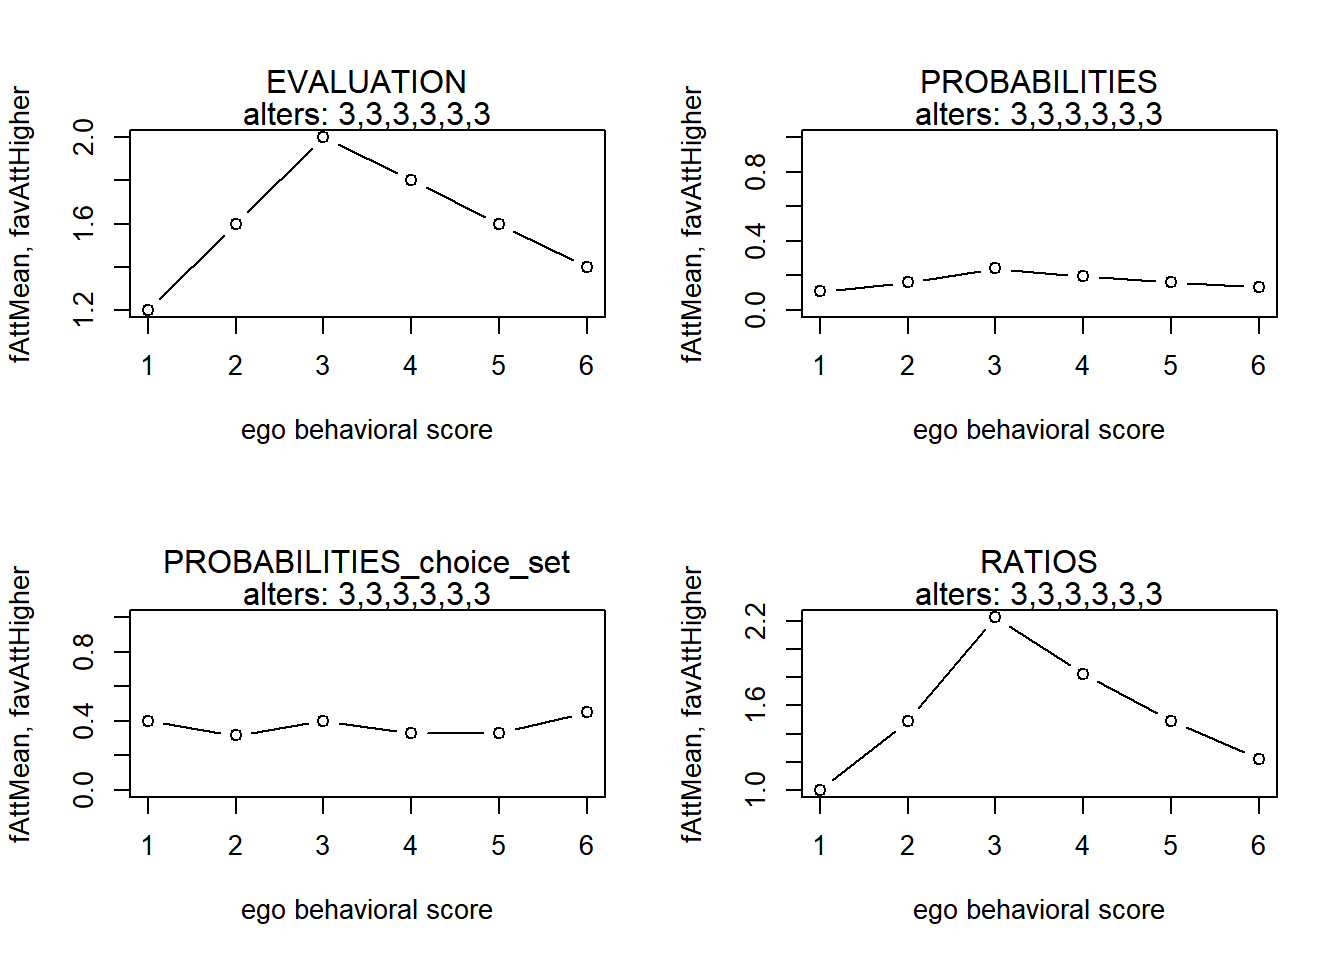 EVALUATION
alters: 3,3,3,3,3,3
fAttMean, favAttHigher
2.0
1.6
1.2
1 2 3 4 5 6
ego behavioral score
PROBABILITIES
alters: 3,3,3,3,3,3
fAttMean, favAttHigher
0.8
0.4
0.0
1 2 3 4 5 6
ego behavioral score
PROBABILITIES_choice_set
alters: 3,3,3,3,3,3
fAttMean, favAttHigher
0.8
0.4
0.0
1 2 3 4 5 6
ego behavioral score
RATIOS
alters: 3,3,3,3,3,3
fAttMean, favAttHigher
2.2
1.6
1.0
1 2 3 4 5 6
ego behavioral score